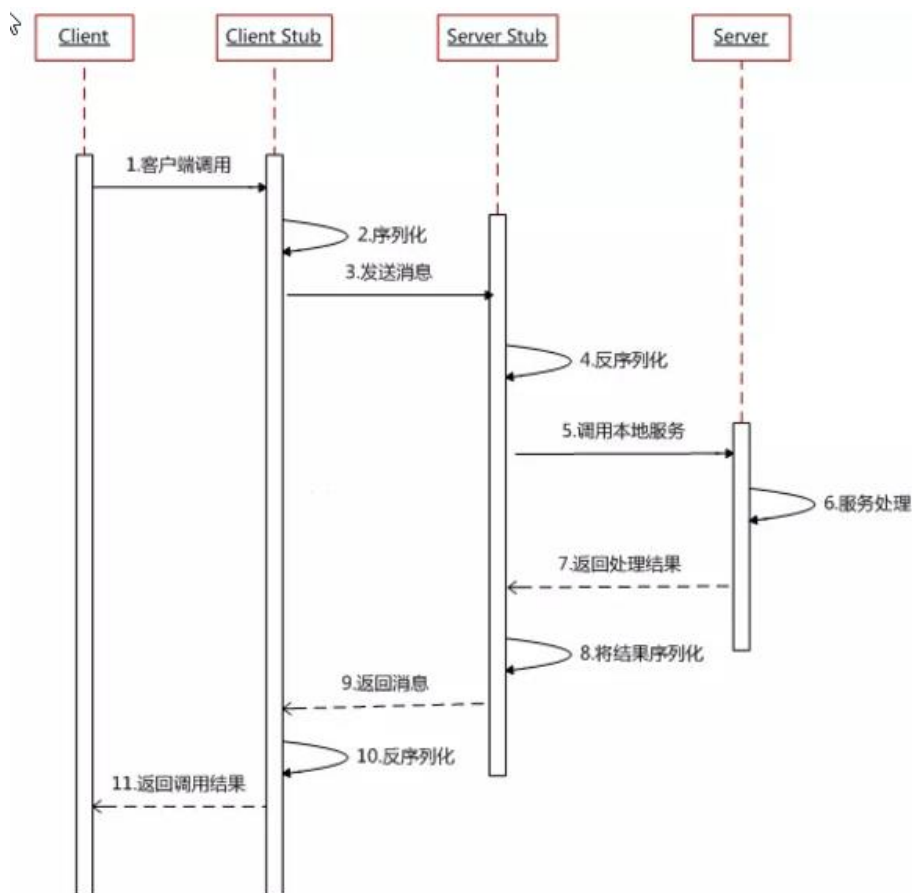 Client
Client Stub
Server Stub
Server
1.客户端调用
2.序列化
3.发送消息
4.反序列化
5.调用本地服务
6.服务处理
7.返回处理结果
8.将结果序列化
9.返回消息
10.反序列化
11.返回调用结果